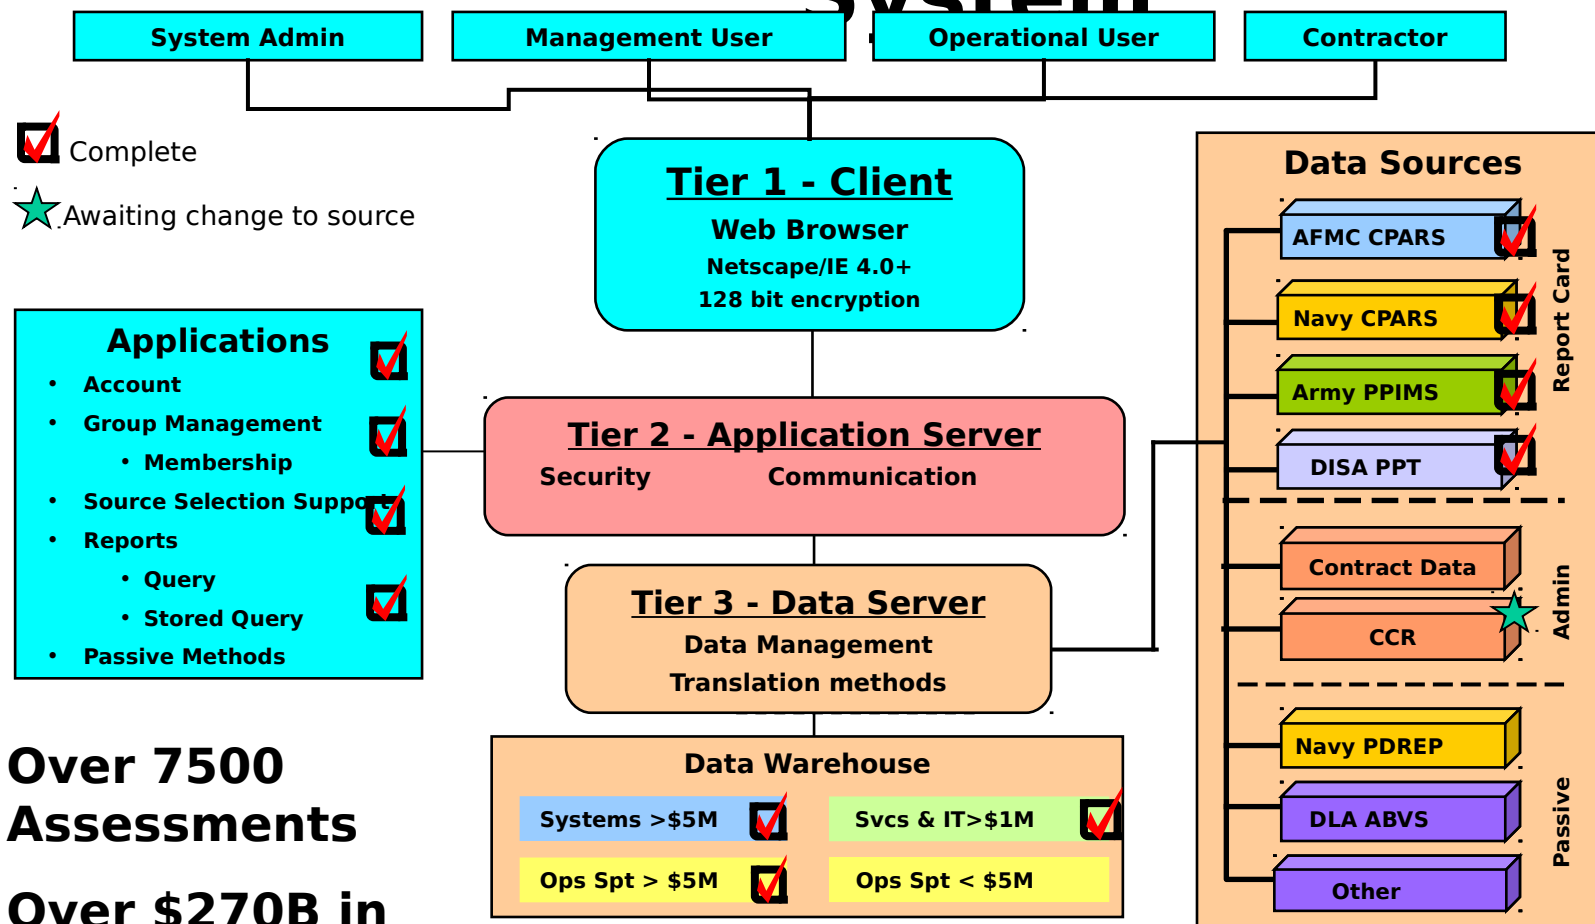 System
System Admin
Management User
Operational User
Contractor
Complete
Awaiting change to source
Tier 1 - Client
Web Browser
Netscape/IE 4.0+
128 bit encryption
Applications
• Account
• Group Management
• Membership
• Source Selection Support
• Reports
• Query
• Stored Query
• Passive Methods
Tier 2 - Application Server
Security Communication
Tier 3 - Data Server
Data Management
Translation methods
Data Warehouse
Systems >$5M
Svcs & IT>$1M
Ops Spt > $5M
Ops Spt < $5M
Data Sources
AFMC CPARS
Navy CPARS
Army PPIMS
DISA PPT
Report Card
Contract Data
CCR
Admin
Navy PDREP
DLA ABVS
Other
Passive
Over 7500
Assessments
Over $270B in